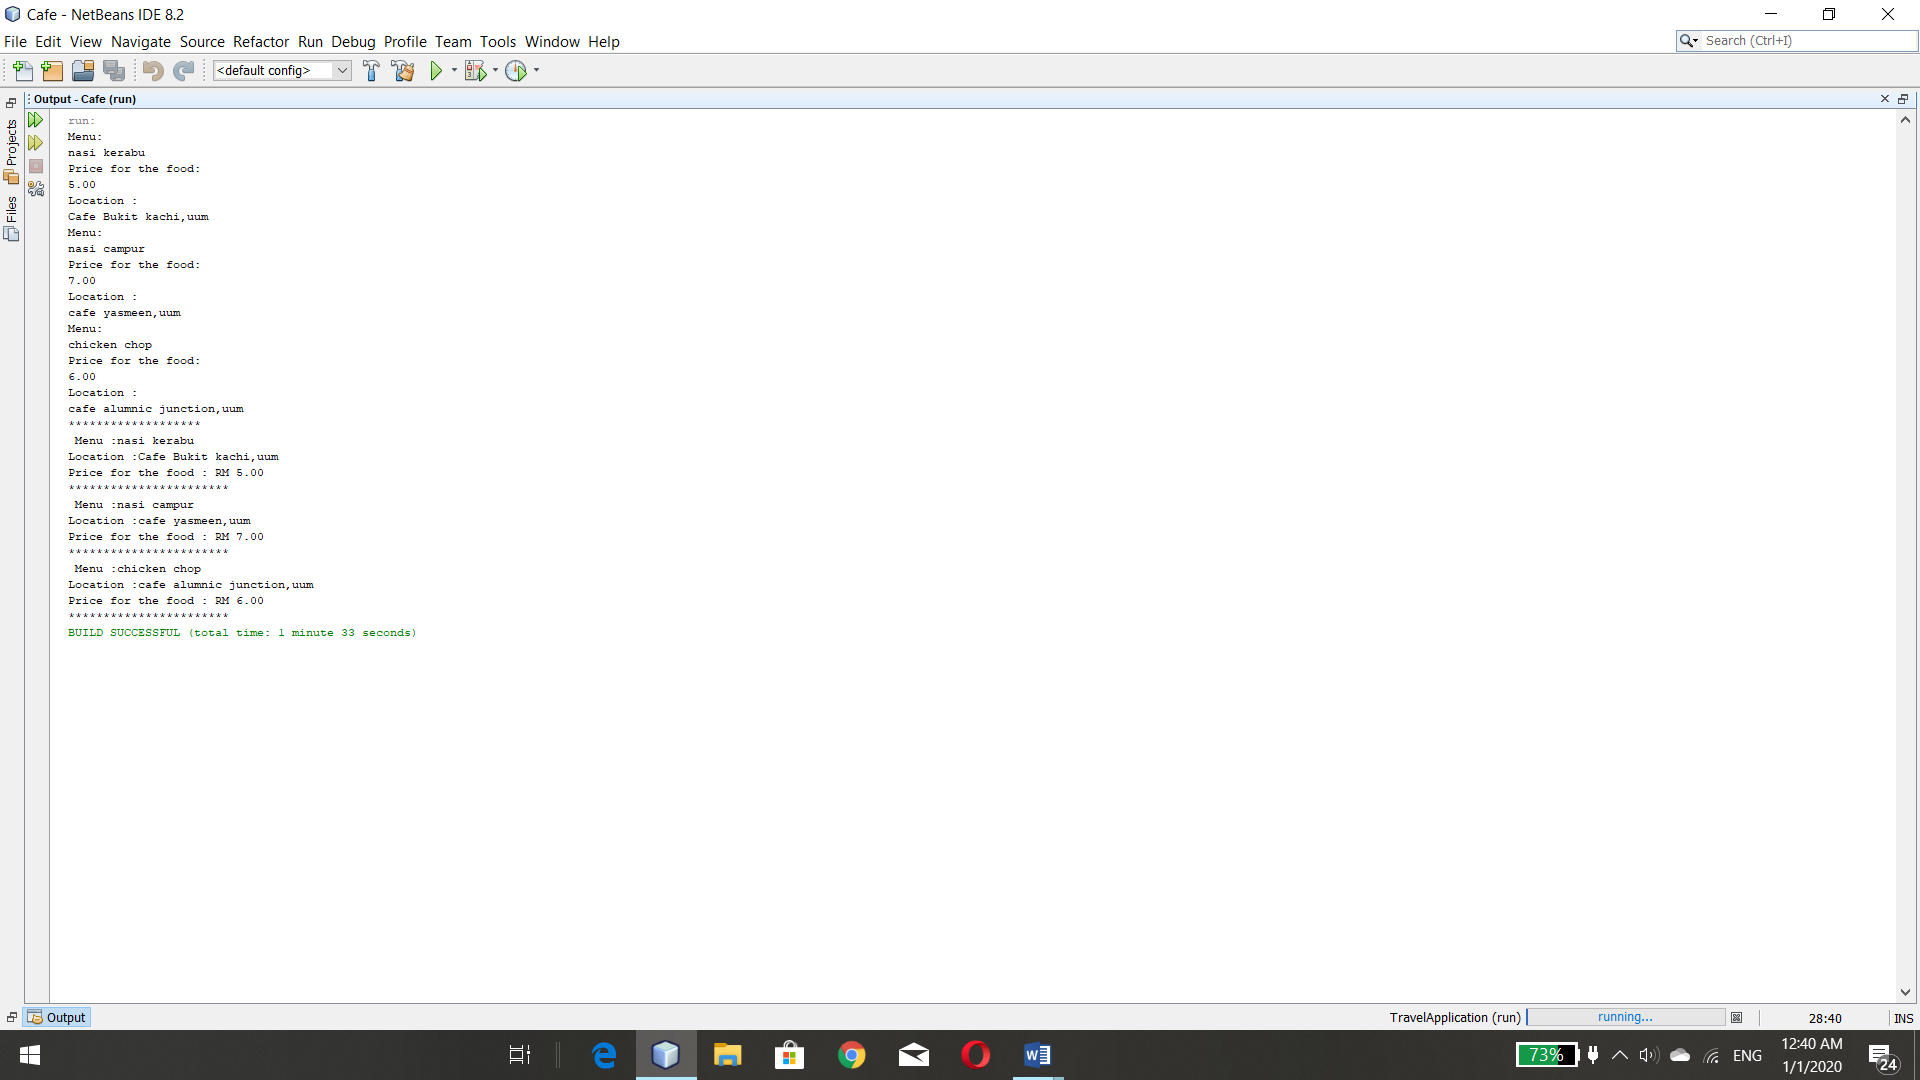 Cafe - NetBeans IDE 8.2
File Edit View Navigate Source Refactor Run Debug Profile Team Tools Window Help
Search (Ctrl+I)
<default config>
Output - Cafe (run)
Projects
Files
run:
Menu:
nasi kerabu
Price for the food:
5.00
Location :
Cafe Bukit kachi,uum
Menu:
nasi campur
Price for the food:
7.00
Location :
cafe yasmeen,uum
Menu:
chicken chop
Price for the food:
6.00
Location :
cafe alumnic junction,uum
*******************
Menu :nasi kerabu
Location :Cafe Bukit kachi,uum
Price for the food : RM 5.00
***********************
Menu :nasi campur
Location :cafe yasmeen,uum
Price for the food : RM 7.00
***********************
Menu :chicken chop
Location :cafe alumnic junction,uum
Price for the food : RM 6.00
***********************
BUILD SUCCESSFUL (total time: 1 minute 33 seconds)
Output
TravelApplication (run) running... 28:40 INS
73% ENG 12:40 AM
1/1/2020
24